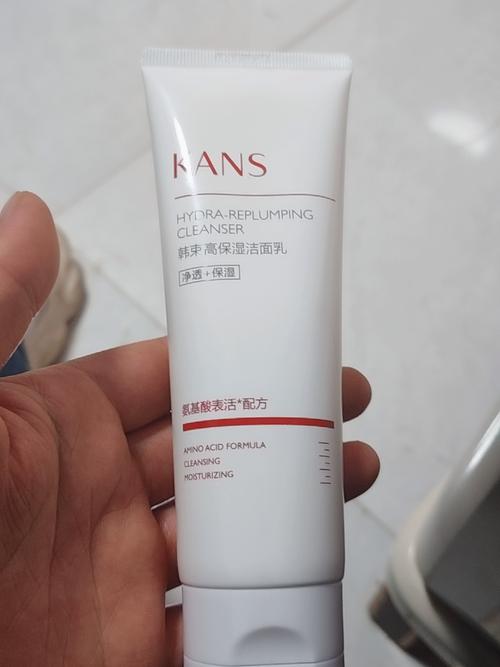 KANS
HYDRA-REPLUMPING
CLEANSER
韩束 高保湿洁面乳
净透+保湿
氨基酸表活*配方
AMINO ACID FORMULA
CLEANSING
MOISTURIZING